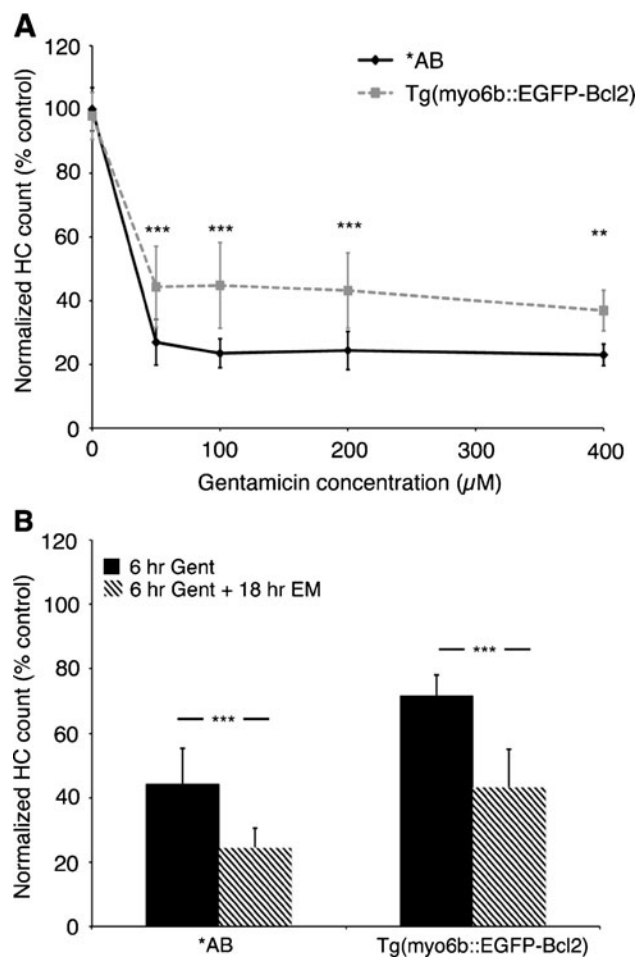 A
120
100
80
60
40
20
0
Normalized HC count (% control)
*AB
Tg(myo6b::EGFP-Bcl2)
***
***
***
**
0
100
200
300
400
Gentamicin concentration (µM)
B
120
100
80
60
40
20
0
Normalized HC count (% control)
6 hr Gent
6 hr Gent + 18 hr EM
***
***
*AB
Tg(myo6b::EGFP-Bcl2)